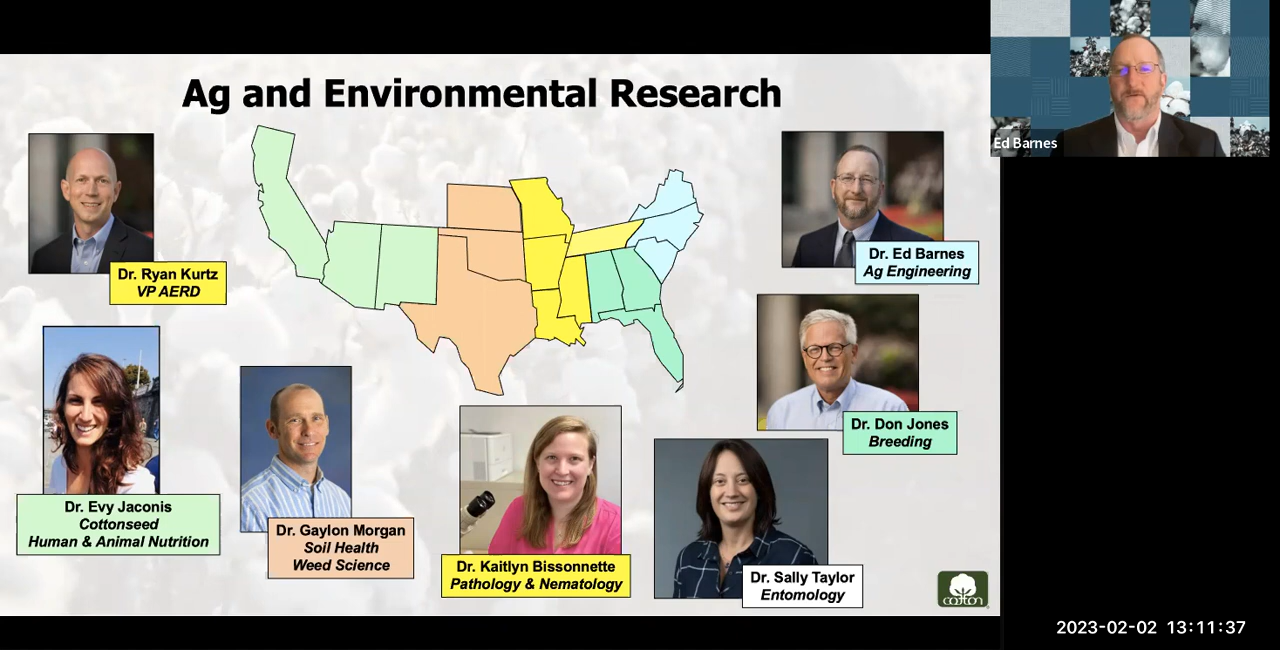 Ag and Environmental Research
Ed Barnes
Dr. Ryan Kurtz
VP AERD
Dr. Ed Barnes
Ag Engineering
Dr. Don Jones
Breeding
Dr. Evy Jaconis
Cottonseed
Human & Animal Nutrition
Dr. Gaylon Morgan
Soil Health
Weed Science
Dr. Kaitlyn Bissonnette
Pathology & Nematology
Dr. Sally Taylor
Entomology
cotton
2023-02-02 13:11:37